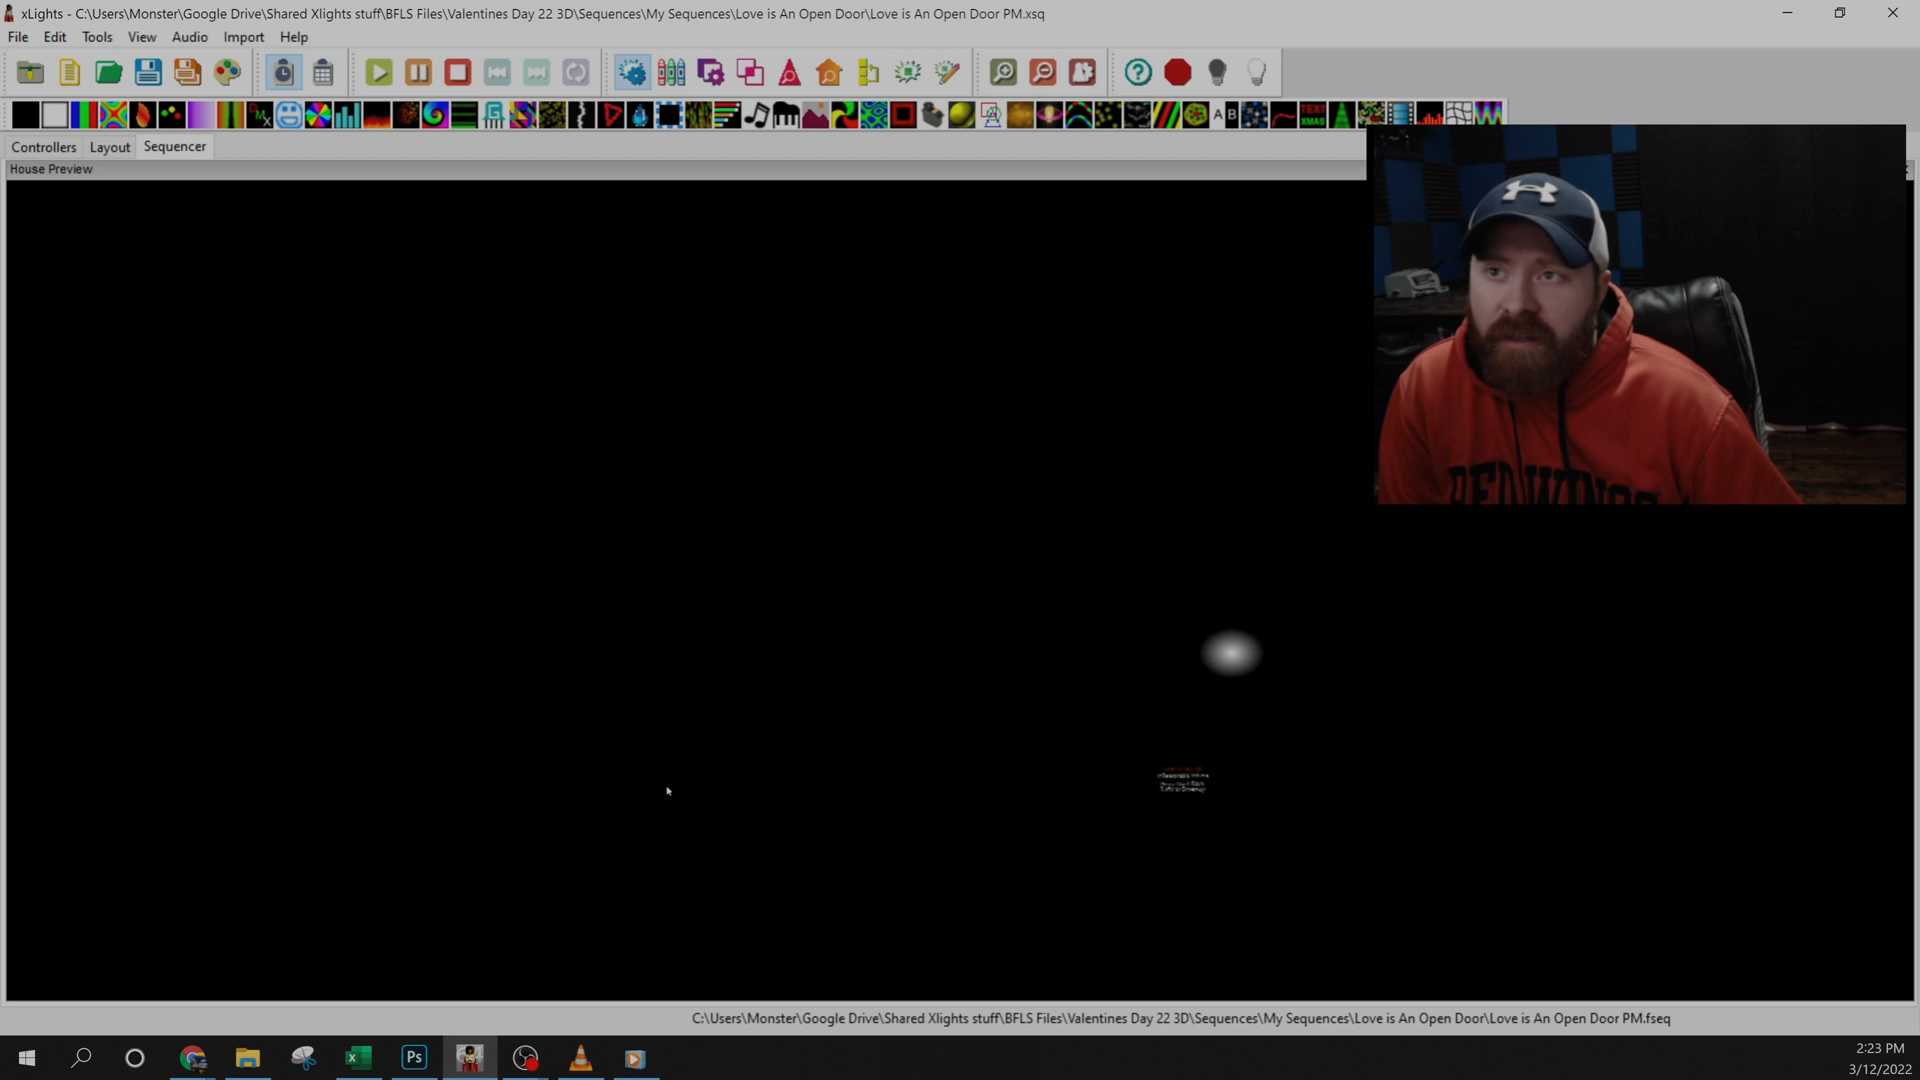 xLights - C:\Users\Monster\Google Drive\Shared Xlights stuff\BFLS Files\Valentines Day 22 3D\Sequences\My Sequences\Love is An Open Door\Love is An Open Door PM.xsq
File Edit Tools View Audio Import Help
Controllers Layout Sequencer
House Preview
C:\Users\Monster\Google Drive\Shared Xlights stuff\BFLS Files\Valentines Day 22 3D\Sequences\My Sequences\Love is An Open Door\Love is An Open Door PM.fseq
Ps
2:23 PM
3/12/2022